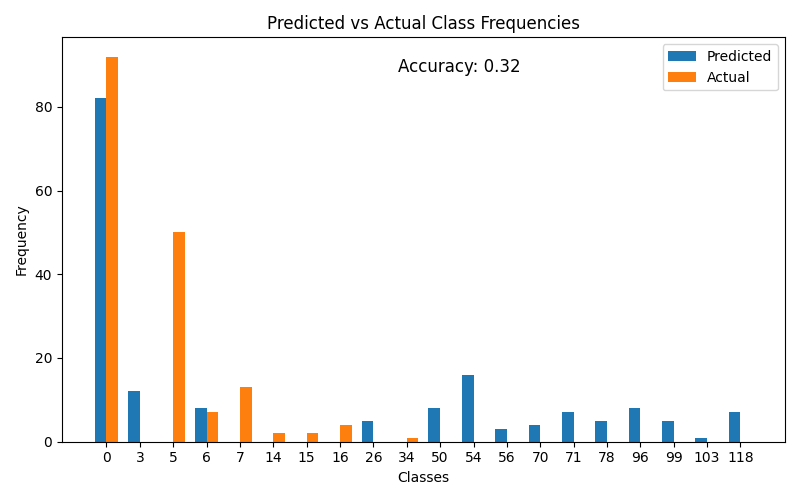 Predicted vs Actual Class Frequencies
Accuracy: 0.32
Predicted
Actual
Frequency
80
60
40
20
0
0 3 5 6 7 14 15 16 26 34 50 54 56 70 71 78 96 99 103 118
Classes